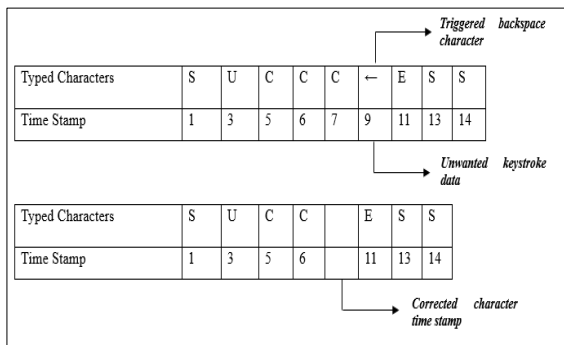 Triggered backspace
character
Typed Characters S U C C C ← E S S
Time Stamp 1 3 5 6 7 9 11 13 14
Unwanted keystroke
data
Typed Characters S U C C E S S
Time Stamp 1 3 5 6 11 13 14
Corrected character
time stamp